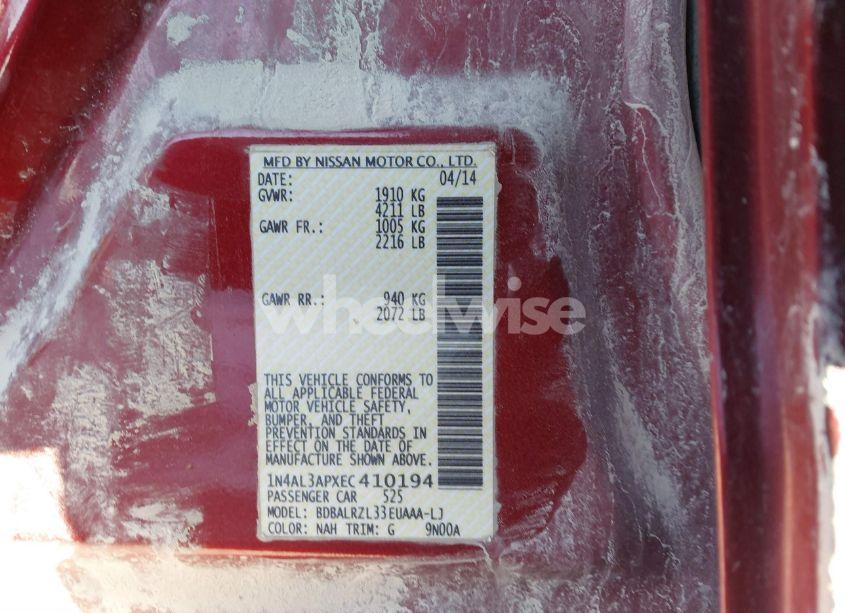 MFD BY NISSAN MOTOR CO., LTD.
DATE: 04/14
GVWR: 1910 KG
4211 LB
GAWR FR.: 1005 KG
2216 LB
GAWR RR.: 940 KG
2072 LB
wheelwise
THIS VEHICLE CONFORMS TO
ALL APPLICABLE FEDERAL
MOTOR VEHICLE SAFETY,
BUMPER, AND THEFT
PREVENTION STANDARDS IN
EFFECT ON THE DATE OF
MANUFACTURE SHOWN ABOVE.
1N4AL3APXEC410194
PASSENGER CAR 525
MODEL: BDBALRZL33EUAAA-LJ
COLOR: NAH TRIM: G 9N00A